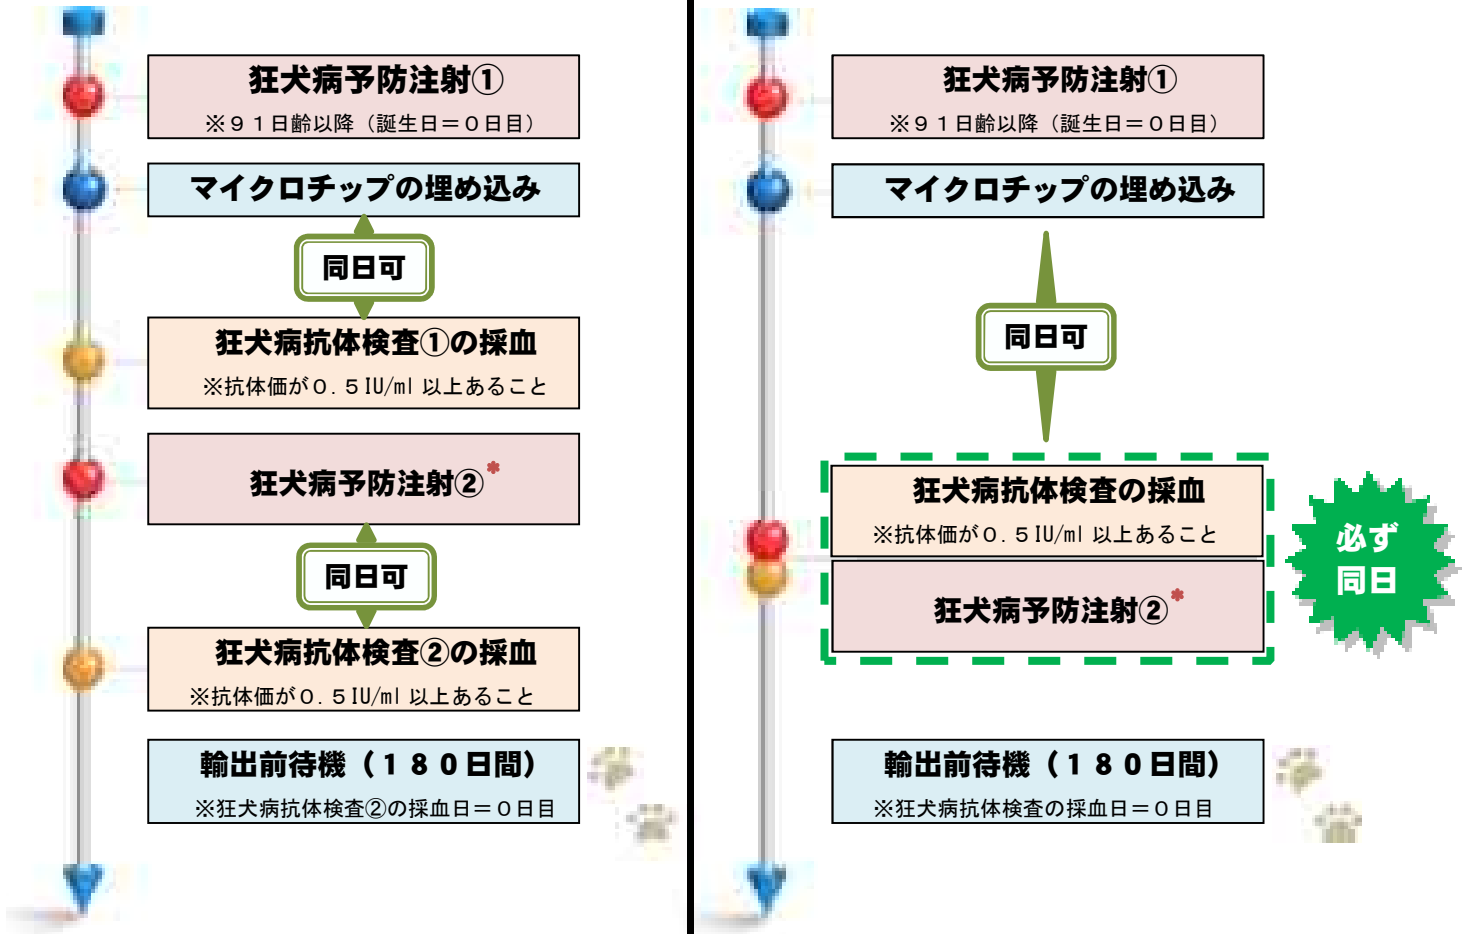 狂犬病予防注射①
※９１日齢以降（誕生日＝０日目）
マイクロチップの埋め込み
同日可
狂犬病抗体検査①の採血
※抗体価が０．５IU/ml 以上あること
狂犬病予防注射②*
同日可
狂犬病抗体検査②の採血
※抗体価が０．５IU/ml 以上あること
輸出前待機（１８０日間）
※狂犬病抗体検査②の採血日＝０日目
狂犬病予防注射①
※９１日齢以降（誕生日＝０日目）
マイクロチップの埋め込み
同日可
狂犬病抗体検査の採血
※抗体価が０．５IU/ml 以上あること
狂犬病予防注射②*
必ず
同日
輸出前待機（１８０日間）
※狂犬病抗体検査の採血日＝０日目